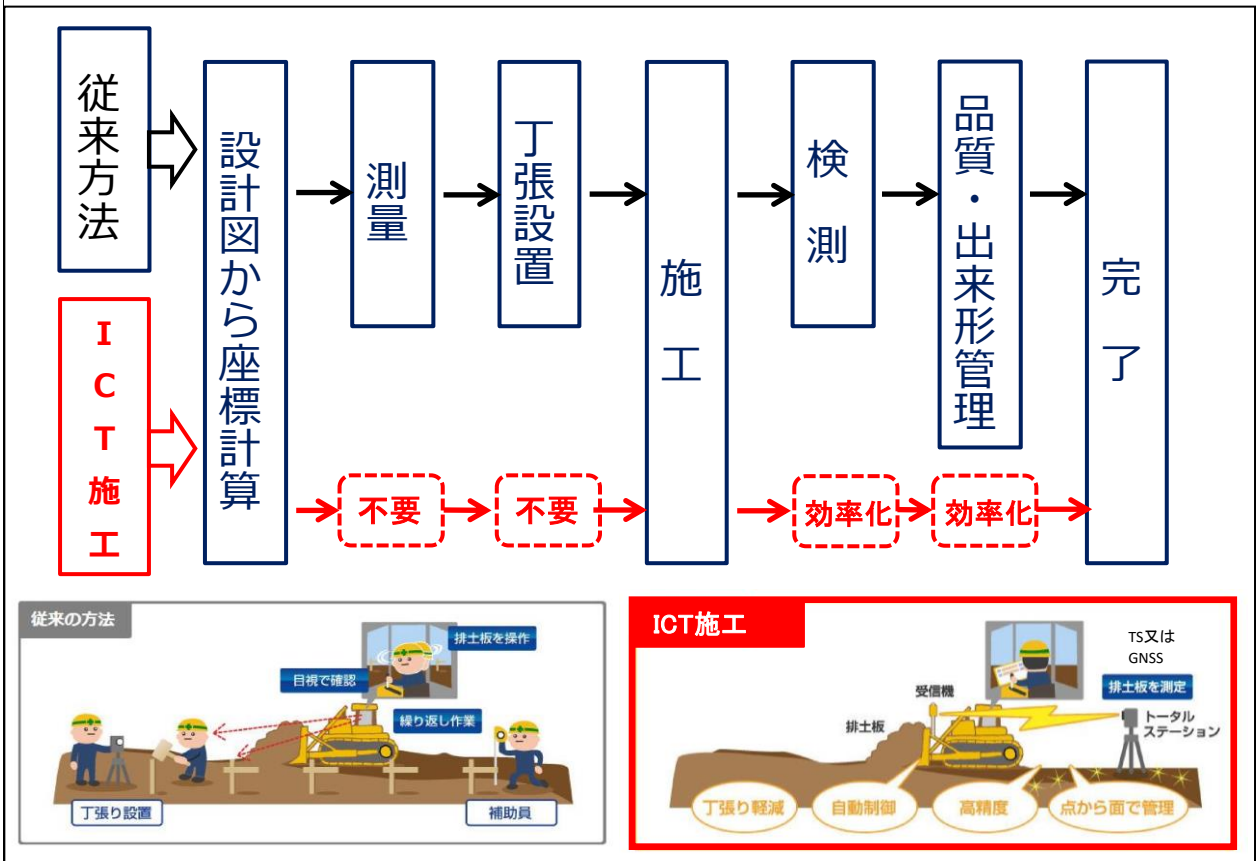 従来方法
設計図から座標計算
測量
丁張設置
施工
検測
品質・出来形管理
完了
ICT施工
不要
不要
効率化
効率化
従来の方法
排土板を操作
目視で確認
繰り返し作業
丁張り設置
補助員
ICT施工
TS又は
GNSS
排土板を測定
受信機
排土板
トータル
ステーション
丁張り軽減
自動制御
高精度
点から面で管理